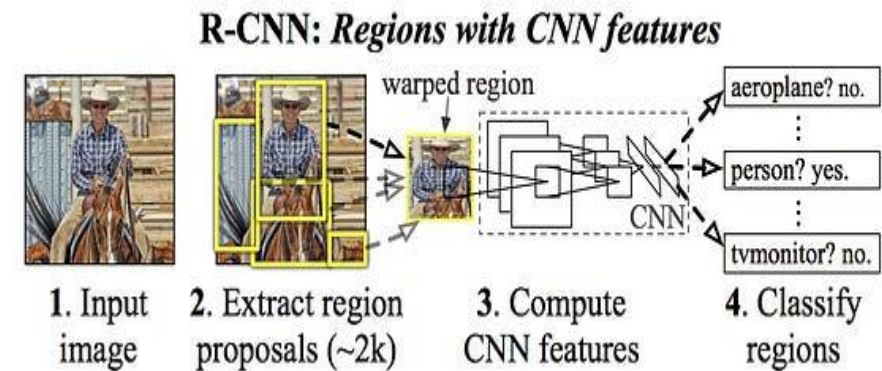 R-CNN: Regions with CNN features
warped region
aeroplane? no.
person? yes.
tvmonitor? no.
CNN
1. Input
image
2. Extract region
proposals (~2k)
3. Compute
CNN features
4. Classify
regions